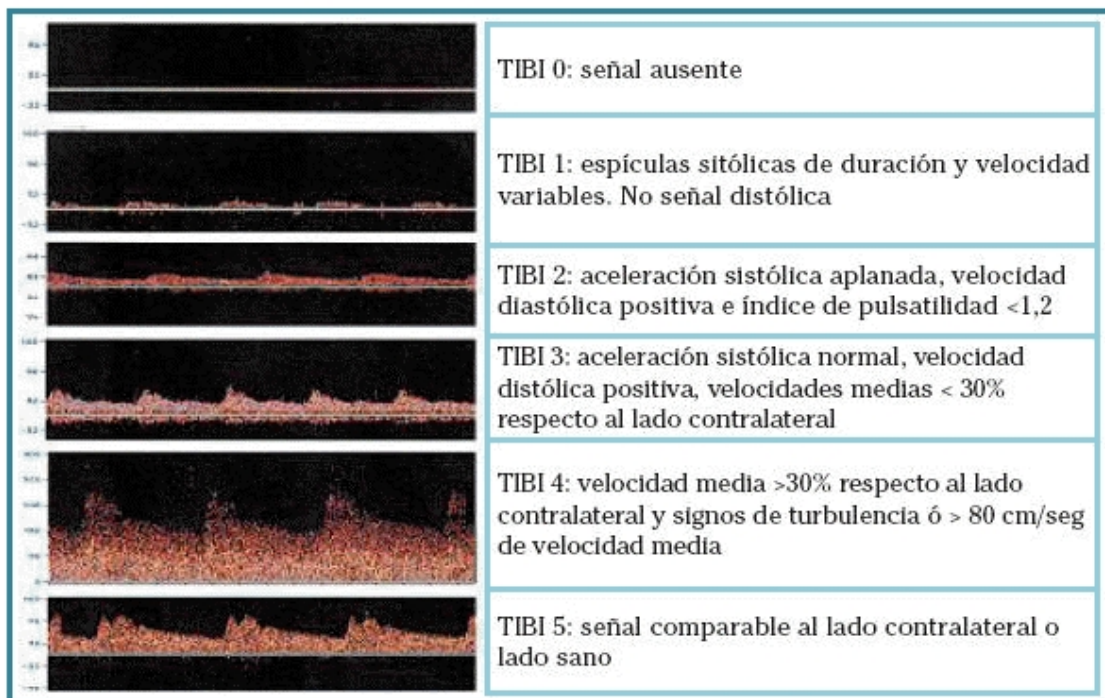 TIBI 0: señal ausente
TIBI 1: espículas sitólicas de duración y velocidad
variables. No señal distólica
TIBI 2: aceleración sistólica aplanada, velocidad
diastólica positiva e índice de pulsatilidad <1,2
TIBI 3: aceleración sistólica normal, velocidad
distólica positiva, velocidades medias < 30%
respecto al lado contralateral
TIBI 4: velocidad media >30% respecto al lado
contralateral y signos de turbulencia ó > 80 cm/seg
de velocidad media
TIBI 5: señal comparable al lado contralateral o
lado sano